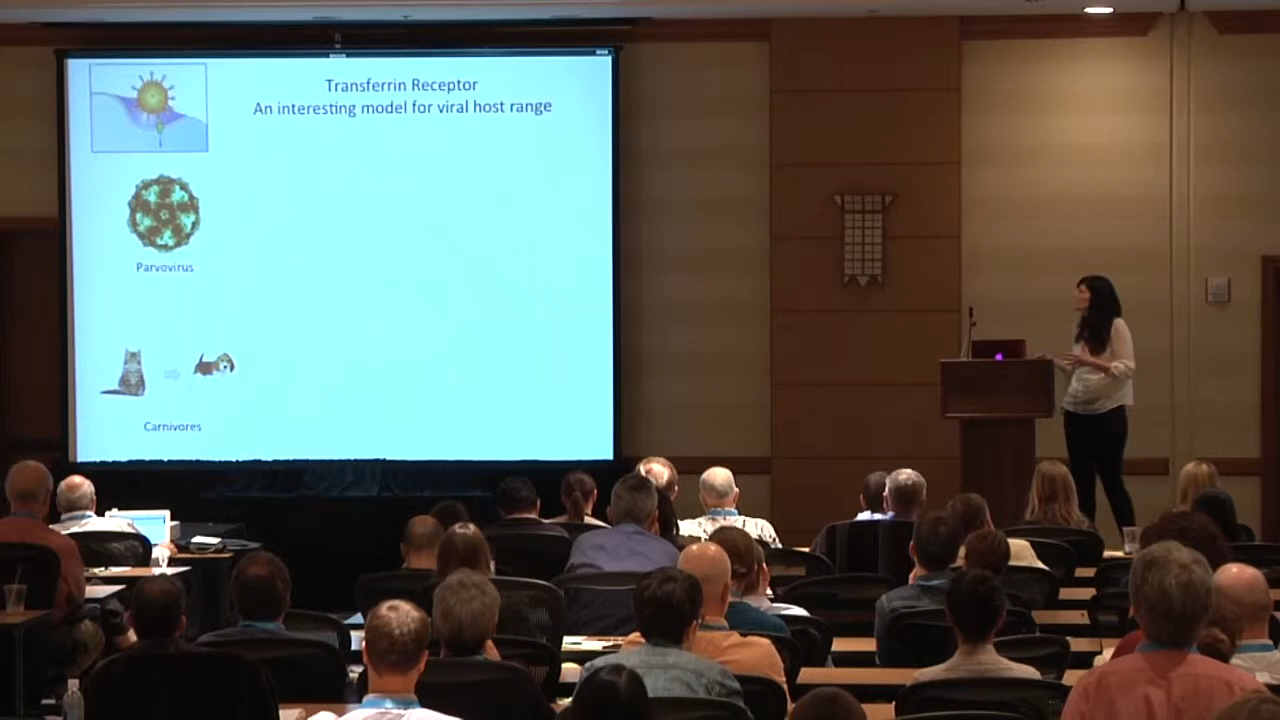 Transferrin Receptor
An interesting model for viral host range
Parvovirus
Carnivores